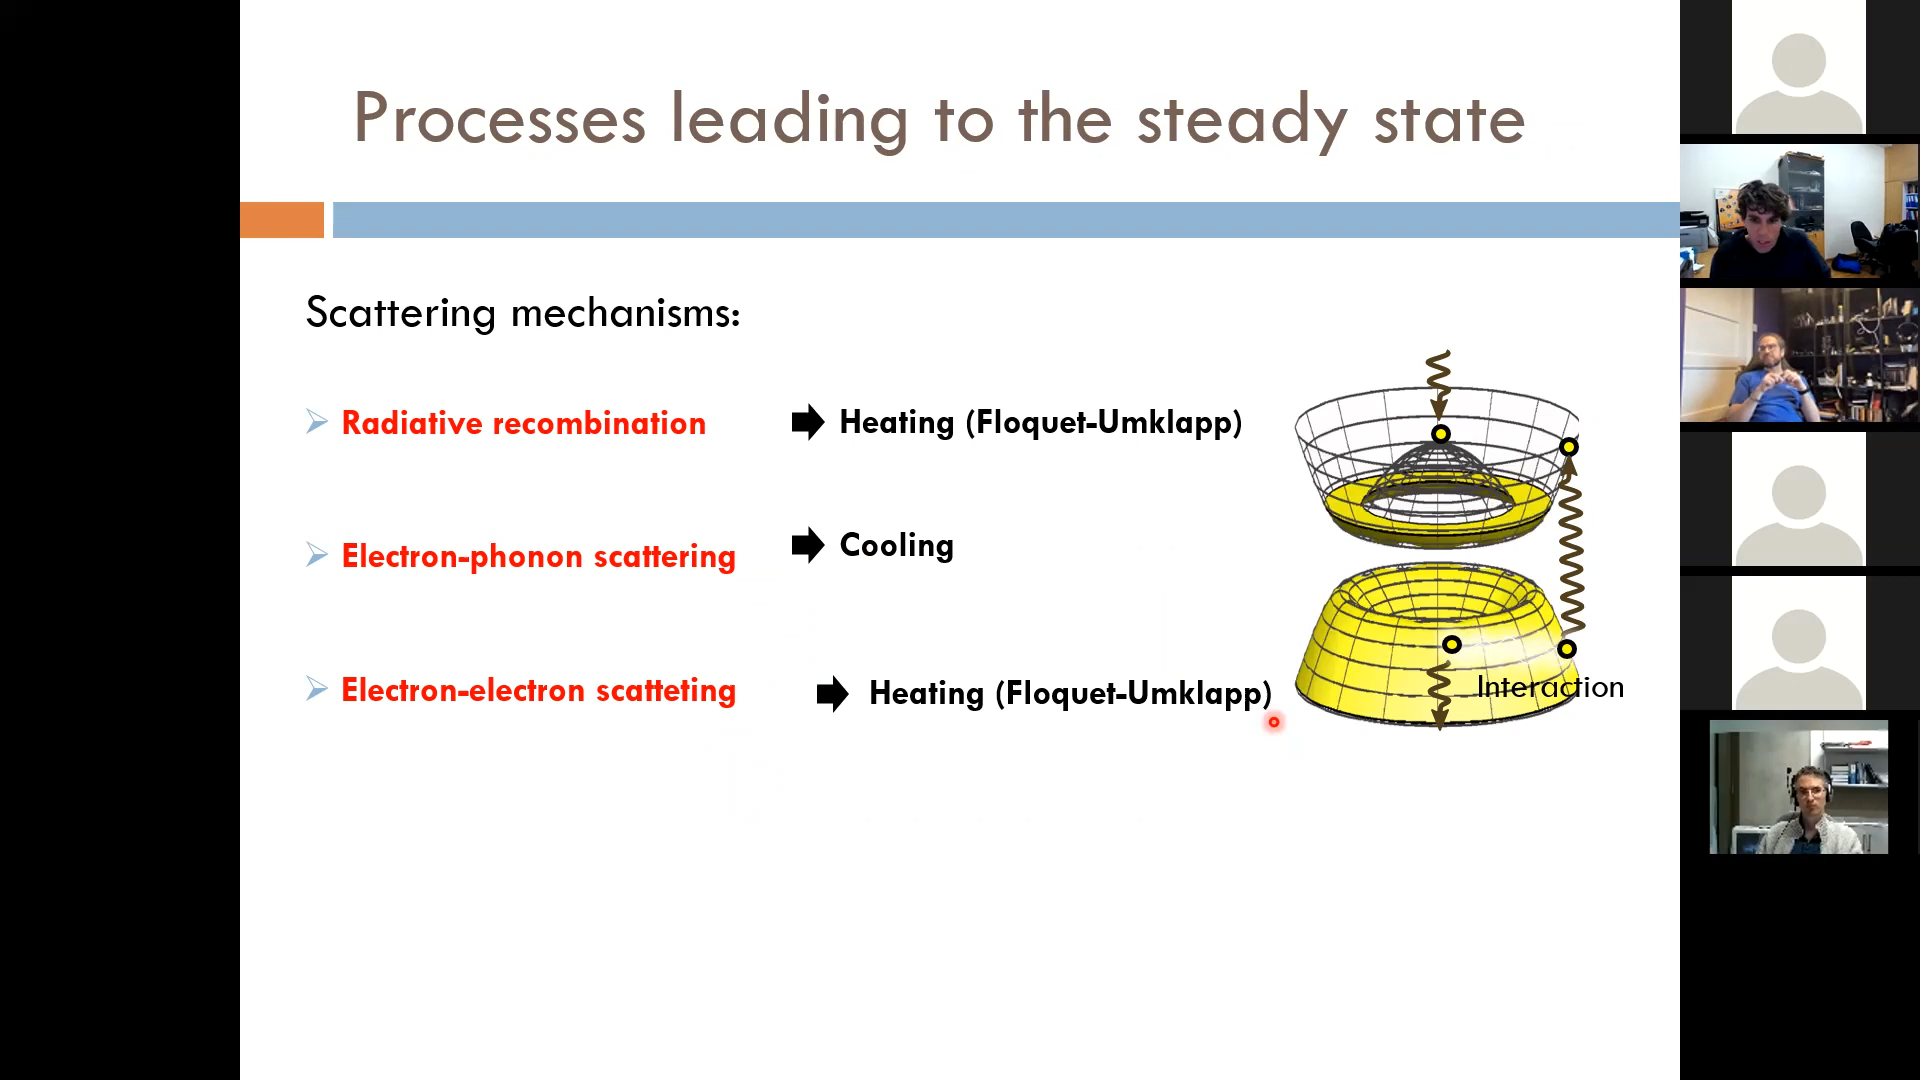 Processes leading to the steady state
Scattering mechanisms:
Radiative recombination
Heating (Floquet-Umklapp)
Electron-phonon scattering
Cooling
Electron-electron scatteting
Heating (Floquet-Umklapp)
Interaction